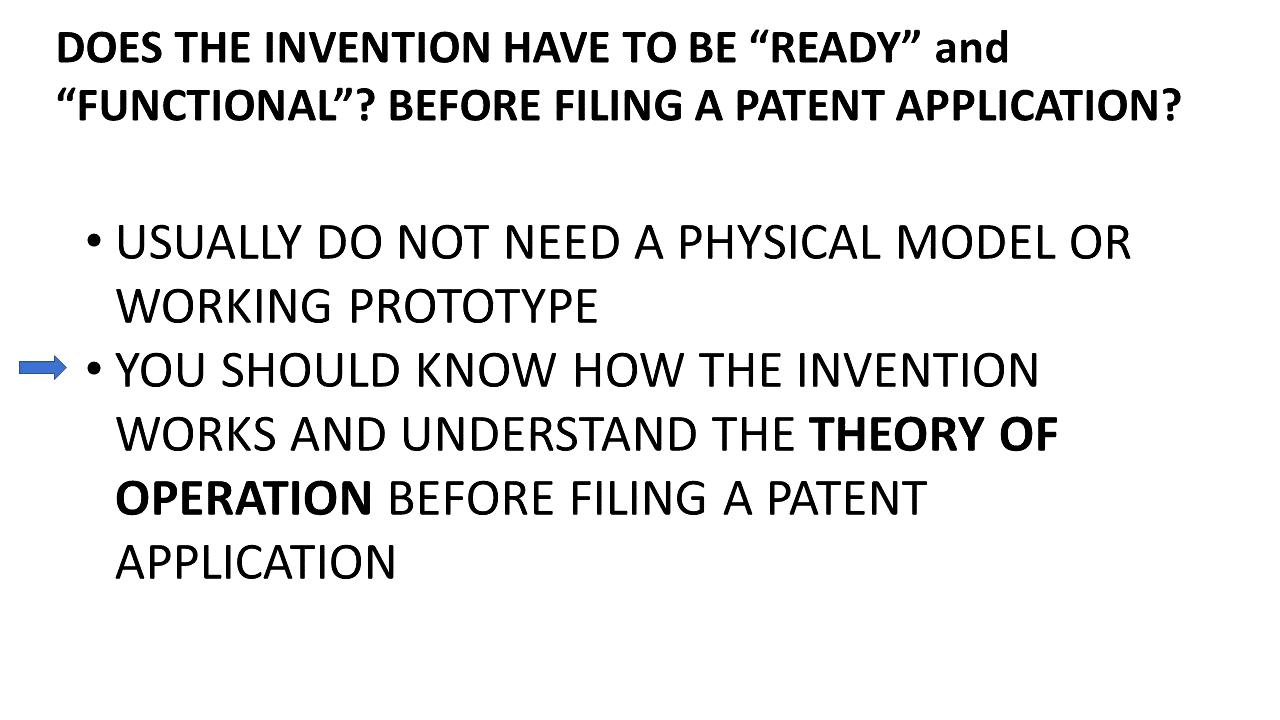 DOES THE INVENTION HAVE TO BE “READY” and
“FUNCTIONAL”? BEFORE FILING A PATENT APPLICATION?
• USUALLY DO NOT NEED A PHYSICAL MODEL OR
WORKING PROTOTYPE
• YOU SHOULD KNOW HOW THE INVENTION
WORKS AND UNDERSTAND THE THEORY OF
OPERATION BEFORE FILING A PATENT
APPLICATION